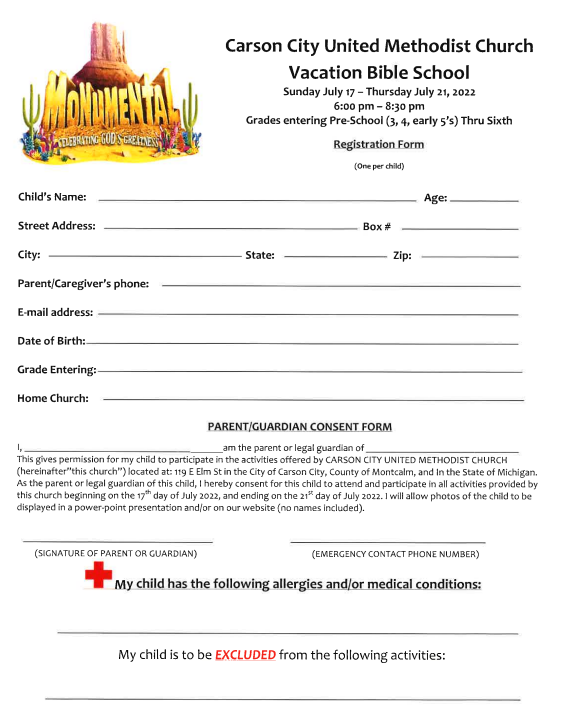 MONUMENTAL
CELEBRATING GOD'S GREATNESS
Carson City United Methodist Church
Vacation Bible School
Sunday July 17 – Thursday July 21, 2022
6:00 pm – 8:30 pm
Grades entering Pre-School (3, 4, early 5's) Thru Sixth
Registration Form
(One per child)
Child's Name: Age:
Street Address: Box #
City: State: Zip:
Parent/Caregiver's phone:
E-mail address:
Date of Birth:
Grade Entering:
Home Church:
PARENT/GUARDIAN CONSENT FORM
I, am the parent or legal guardian of
This gives permission for my child to participate in the activities offered by CARSON CITY UNITED METHODIST CHURCH
(hereinafter"this church") located at: 119 E Elm St in the City of Carson City, County of Montcalm, and In the State of Michigan.
As the parent or legal guardian of this child, I hereby consent for this child to attend and participate in all activities provided by
this church beginning on the 17th day of July 2022, and ending on the 21st day of July 2022. I will allow photos of the child to be
displayed in a power-point presentation and/or on our website (no names included).
(SIGNATURE OF PARENT OR GUARDIAN) (EMERGENCY CONTACT PHONE NUMBER)
My child has the following allergies and/or medical conditions:
My child is to be EXCLUDED from the following activities: